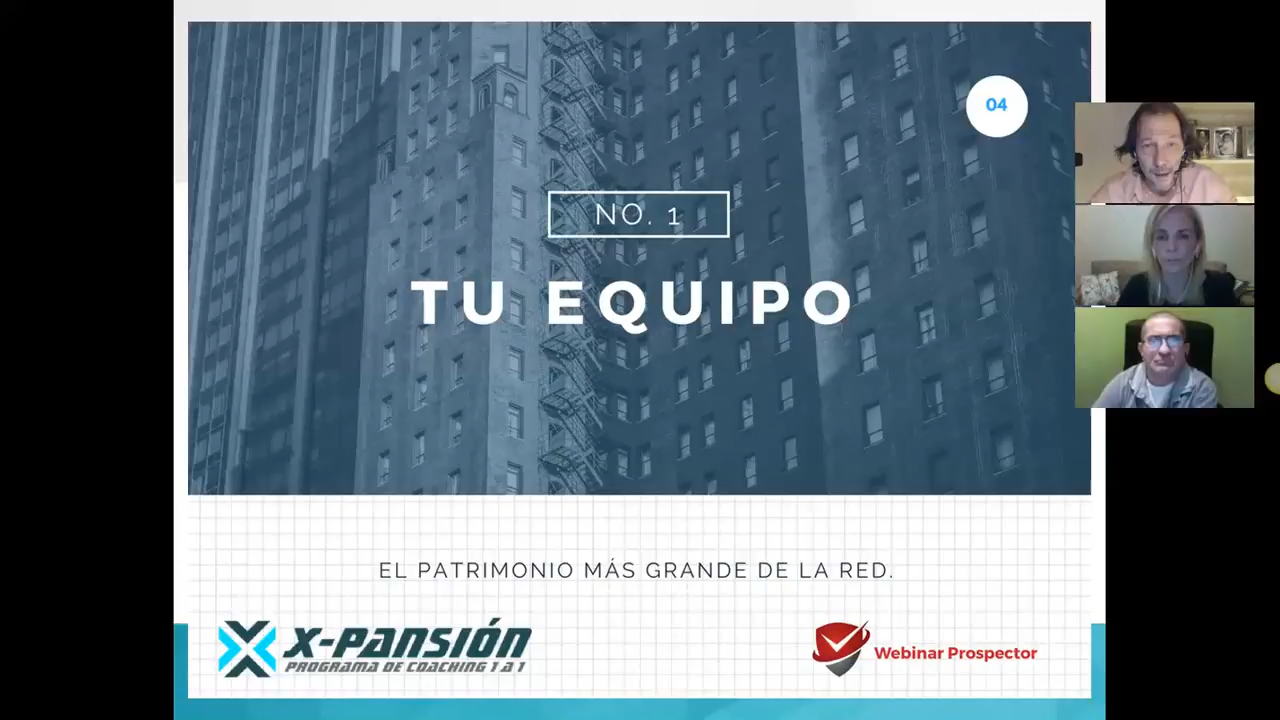 04
NO. 1
TU EQUIPO
EL PATRIMONIO MÁS GRANDE DE LA RED.
X-PANSIÓN
PROGRAMA DE COACHING 1 A 1
Webinar Prospector